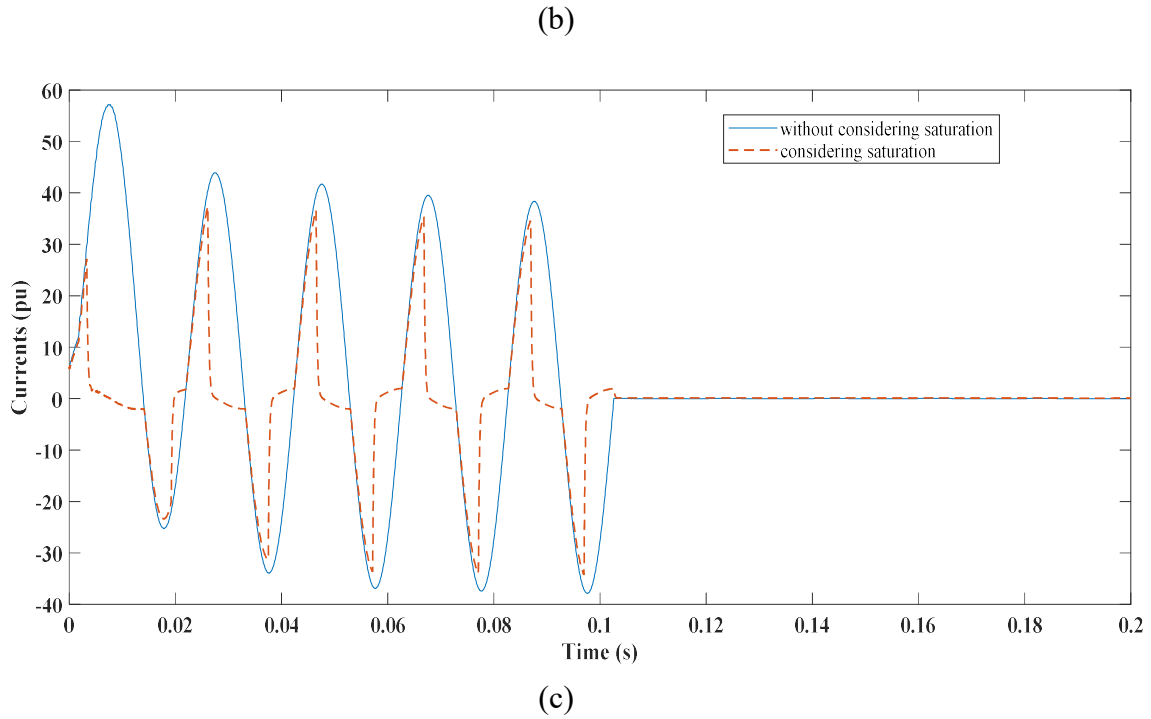 (b)
60
50
40
30
20
10
0
-10
-20
-30
-40
Currents (pu)
without considering saturation
considering saturation
0 0.02 0.04 0.06 0.08 0.1 0.12 0.14 0.16 0.18 0.2
Time (s)
(c)